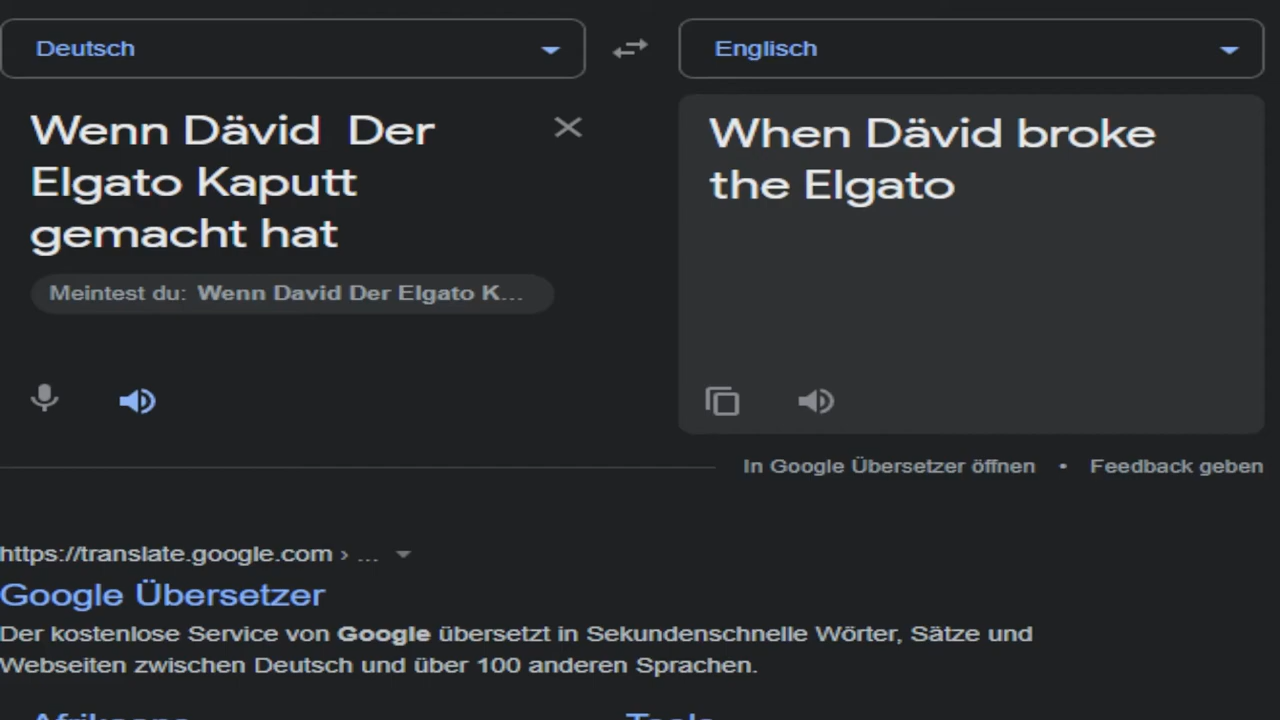 Deutsch
Englisch
Wenn Dävid  Der
Elgato Kaputt
gemacht hat
When Dävid broke
the Elgato
Meintest du: Wenn David Der Elgato K...
In Google Übersetzer öffnen • Feedback geben
https://translate.google.com › ...
Google Übersetzer
Der kostenlose Service von Google übersetzt in Sekundenschnelle Wörter, Sätze und
Webseiten zwischen Deutsch und über 100 anderen Sprachen.